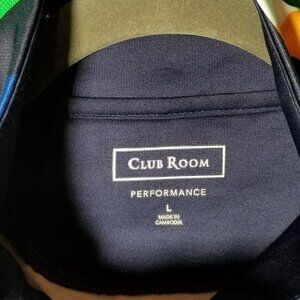 CLUB ROOM
PERFORMANCE
L
MADE IN
CAMBODIA